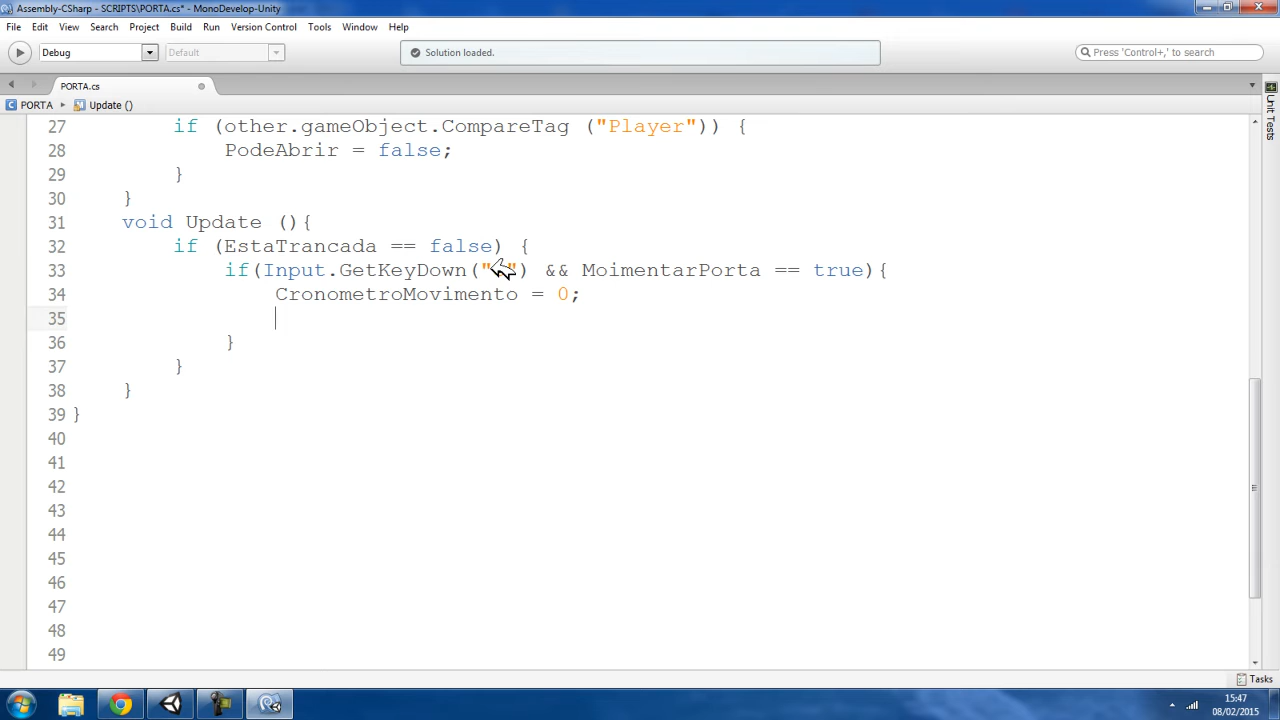 Assembly-CSharp - SCRIPTS\PORTA.cs* - MonoDevelop-Unity
File Edit View Search Project Build Run Version Control Tools Window Help
Debug Default Solution loaded. Press 'Control+,' to search
PORTA.cs
PORTA Update ()
27 if (other.gameObject.CompareTag ("Player")) {
28 PodeAbrir = false;
29 }
30 }
31 void Update (){
32 if (EstaTrancada == false) {
33 if(Input.GetKeyDown("") && MoimentarPorta == true){
34 CronometroMovimento = 0;
35
36 }
37 }
38 }
39 }
40
41
42
43
44
45
46
47
48
49
Unit Tests
Tasks
15:47
08/02/2015